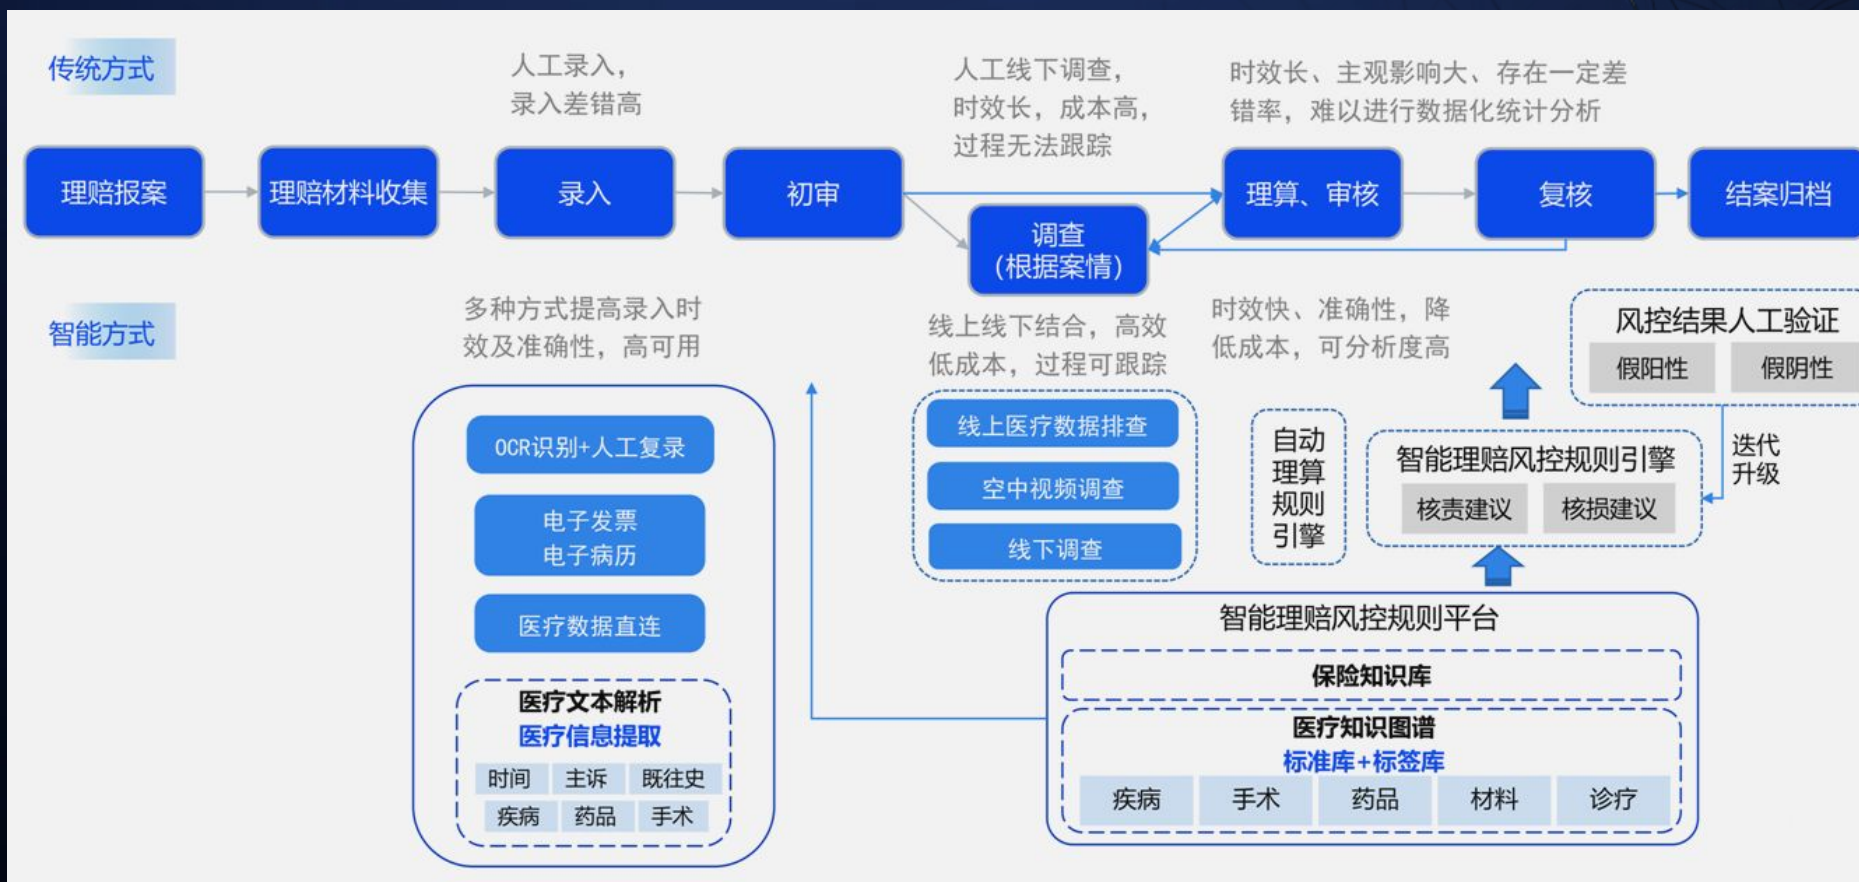 传统方式
人工录入，
录入差错高
人工线下调查，
时效长，成本高，
过程无法跟踪
时效长、主观影响大、存在一定差
错率，难以进行数据化统计分析
理赔报案
理赔材料收集
录入
初审
调查
（根据案情）
理算、审核
复核
结案归档
智能方式
多种方式提高录入时
效及准确性，高可用
线上线下结合，高效
低成本，过程可跟踪
时效快、准确性，降
低成本，可分析度高
风控结果人工验证
假阳性
假阴性
OCR识别+人工复录
电子发票
电子病历
医疗数据直连
医疗文本解析
医疗信息提取
时间
主诉
既往史
疾病
药品
手术
线上医疗数据排查
空中视频调查
线下调查
自动
理算
规则
引擎
智能理赔风控规则引擎
核责建议
核损建议
迭代
升级
智能理赔风控规则平台
保险知识库
医疗知识图谱
标准库+标签库
疾病
手术
药品
材料
诊疗